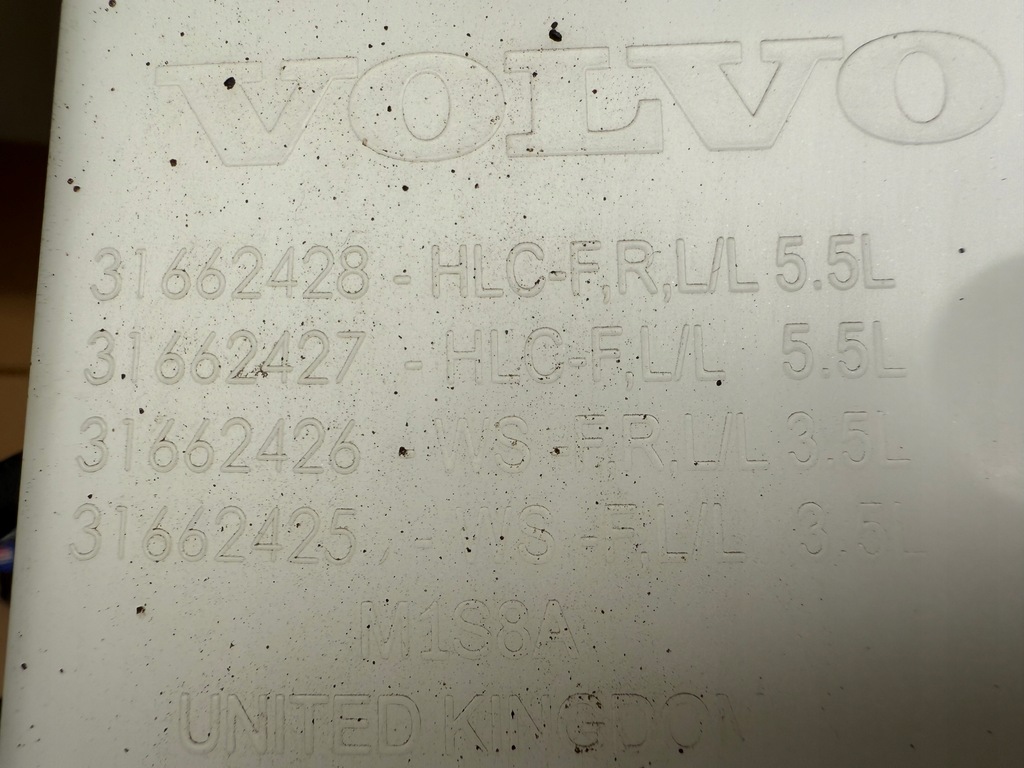 VOLVO
31662428 - HLC-F,R,L/L 5.5L
31662427 - HLC-F,L/L 5.5L
31662426 - WS -F,R,L/L 3.5L
31662425 - WS -F,L/L 3.5L
M1S8A
UNITED KINGDOM